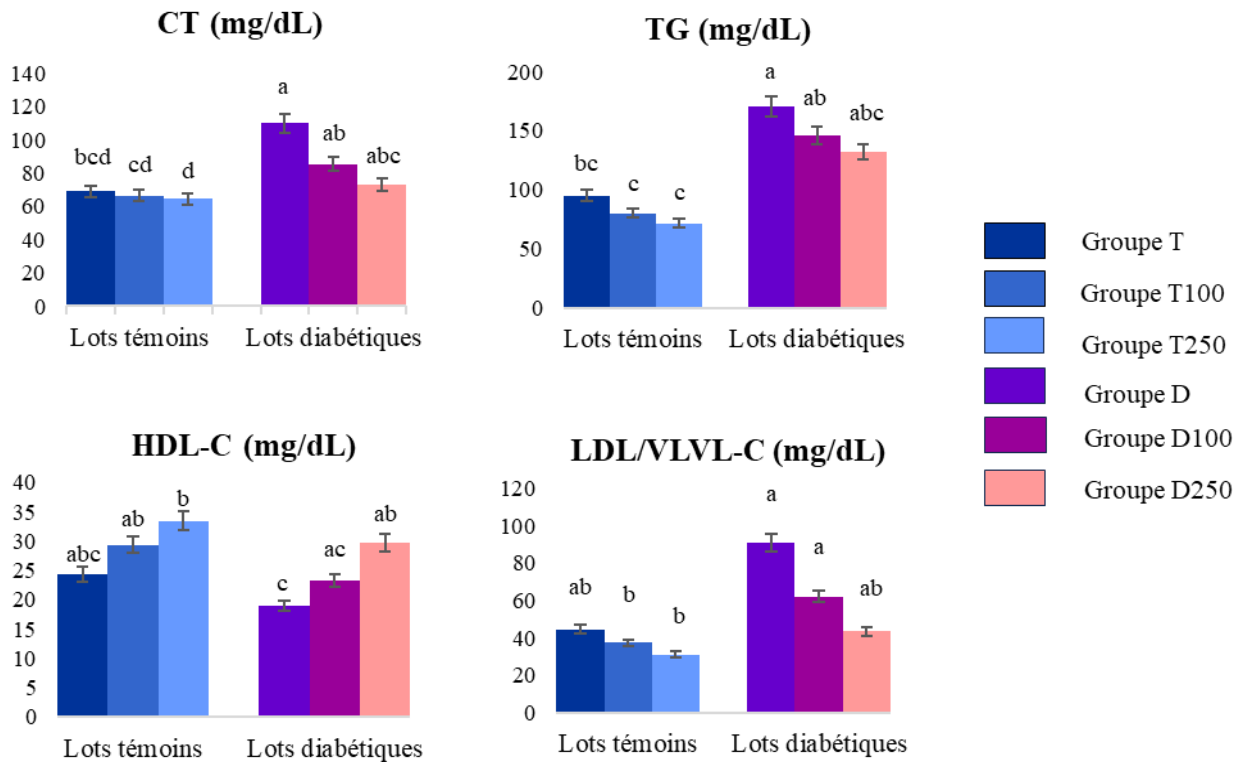 CT (mg/dL)
140
120
100
80
60
40
20
0
bcd
cd
d
a
ab
abc
Lots témoins
Lots diabétiques
TG (mg/dL)
200
150
100
50
0
bc
c
c
a
ab
abc
Lots témoins
Lots diabétiques
HDL-C (mg/dL)
40
35
30
25
20
15
10
5
0
abc
ab
b
c
ac
ab
Lots témoins
Lots diabétiques
LDL/VLVL-C (mg/dL)
120
100
80
60
40
20
0
ab
b
b
a
a
ab
Lots témoins
Lots diabétiques
Groupe T
Groupe T100
Groupe T250
Groupe D
Groupe D100
Groupe D250